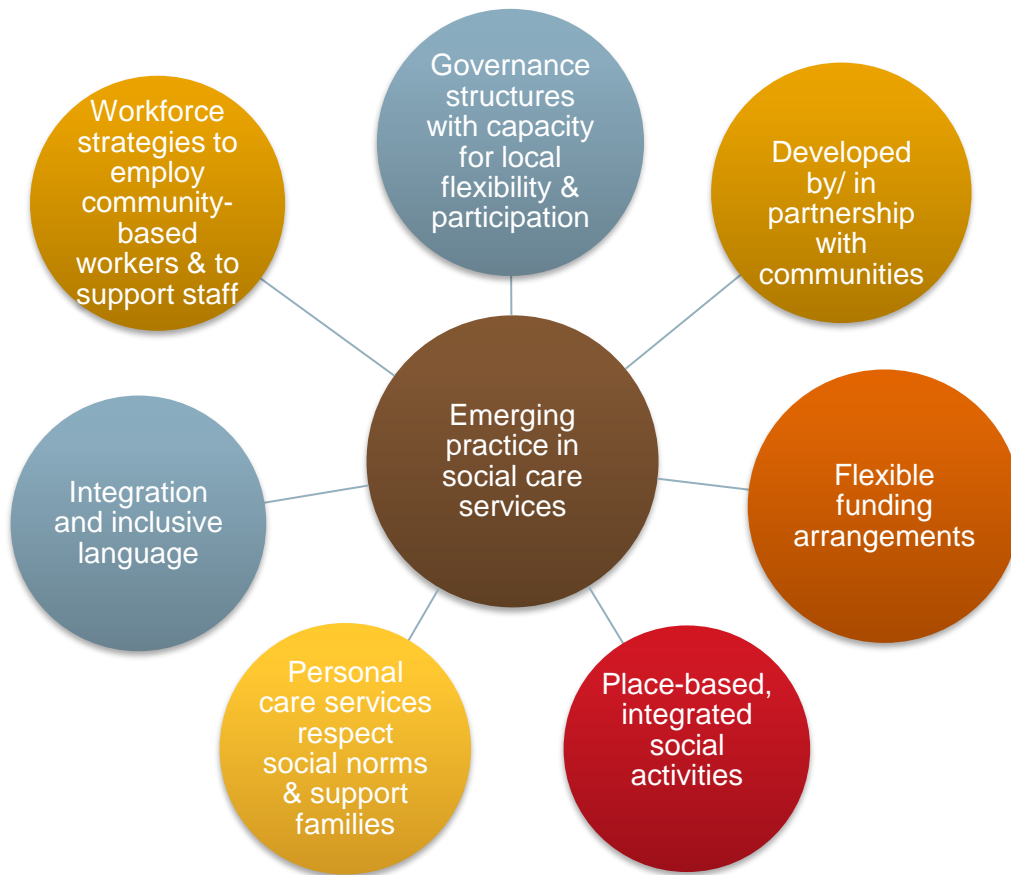 Governance
structures
with capacity
for local
flexibility &
participation
Developed
by/ in
partnership
with
communities
Flexible
funding
arrangements
Place-based,
integrated
social
activities
Personal
care services
respect
social norms
& support
families
Integration
and inclusive
language
Workforce
strategies to
employ
community-
based
workers & to
support staff
Emerging
practice in
social care
services